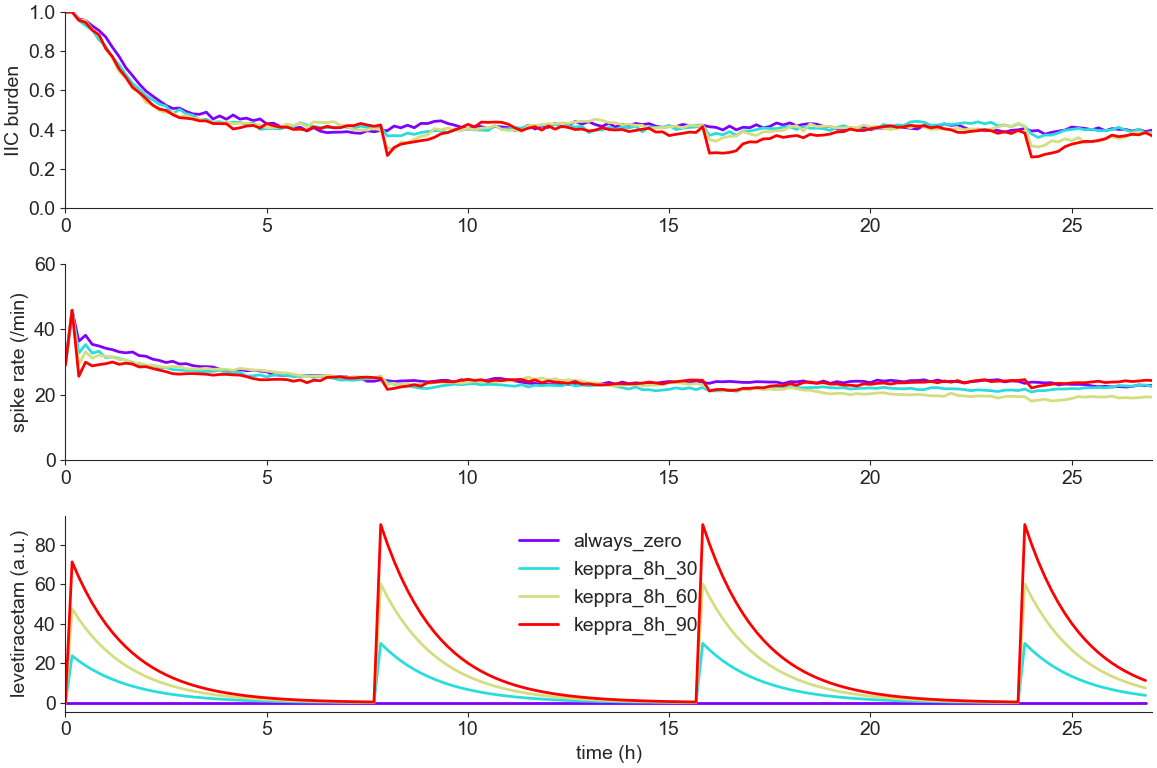 1.0
0.8
0.6
0.4
0.2
0.0
IIC burden
0 5 10 15 20 25
60
40
20
0
spike rate (/min)
0 5 10 15 20 25
80
60
40
20
0
levetiracetam (a.u.)
always_zero
keppra_8h_30
keppra_8h_60
keppra_8h_90
0 5 10 15 20 25
time (h)